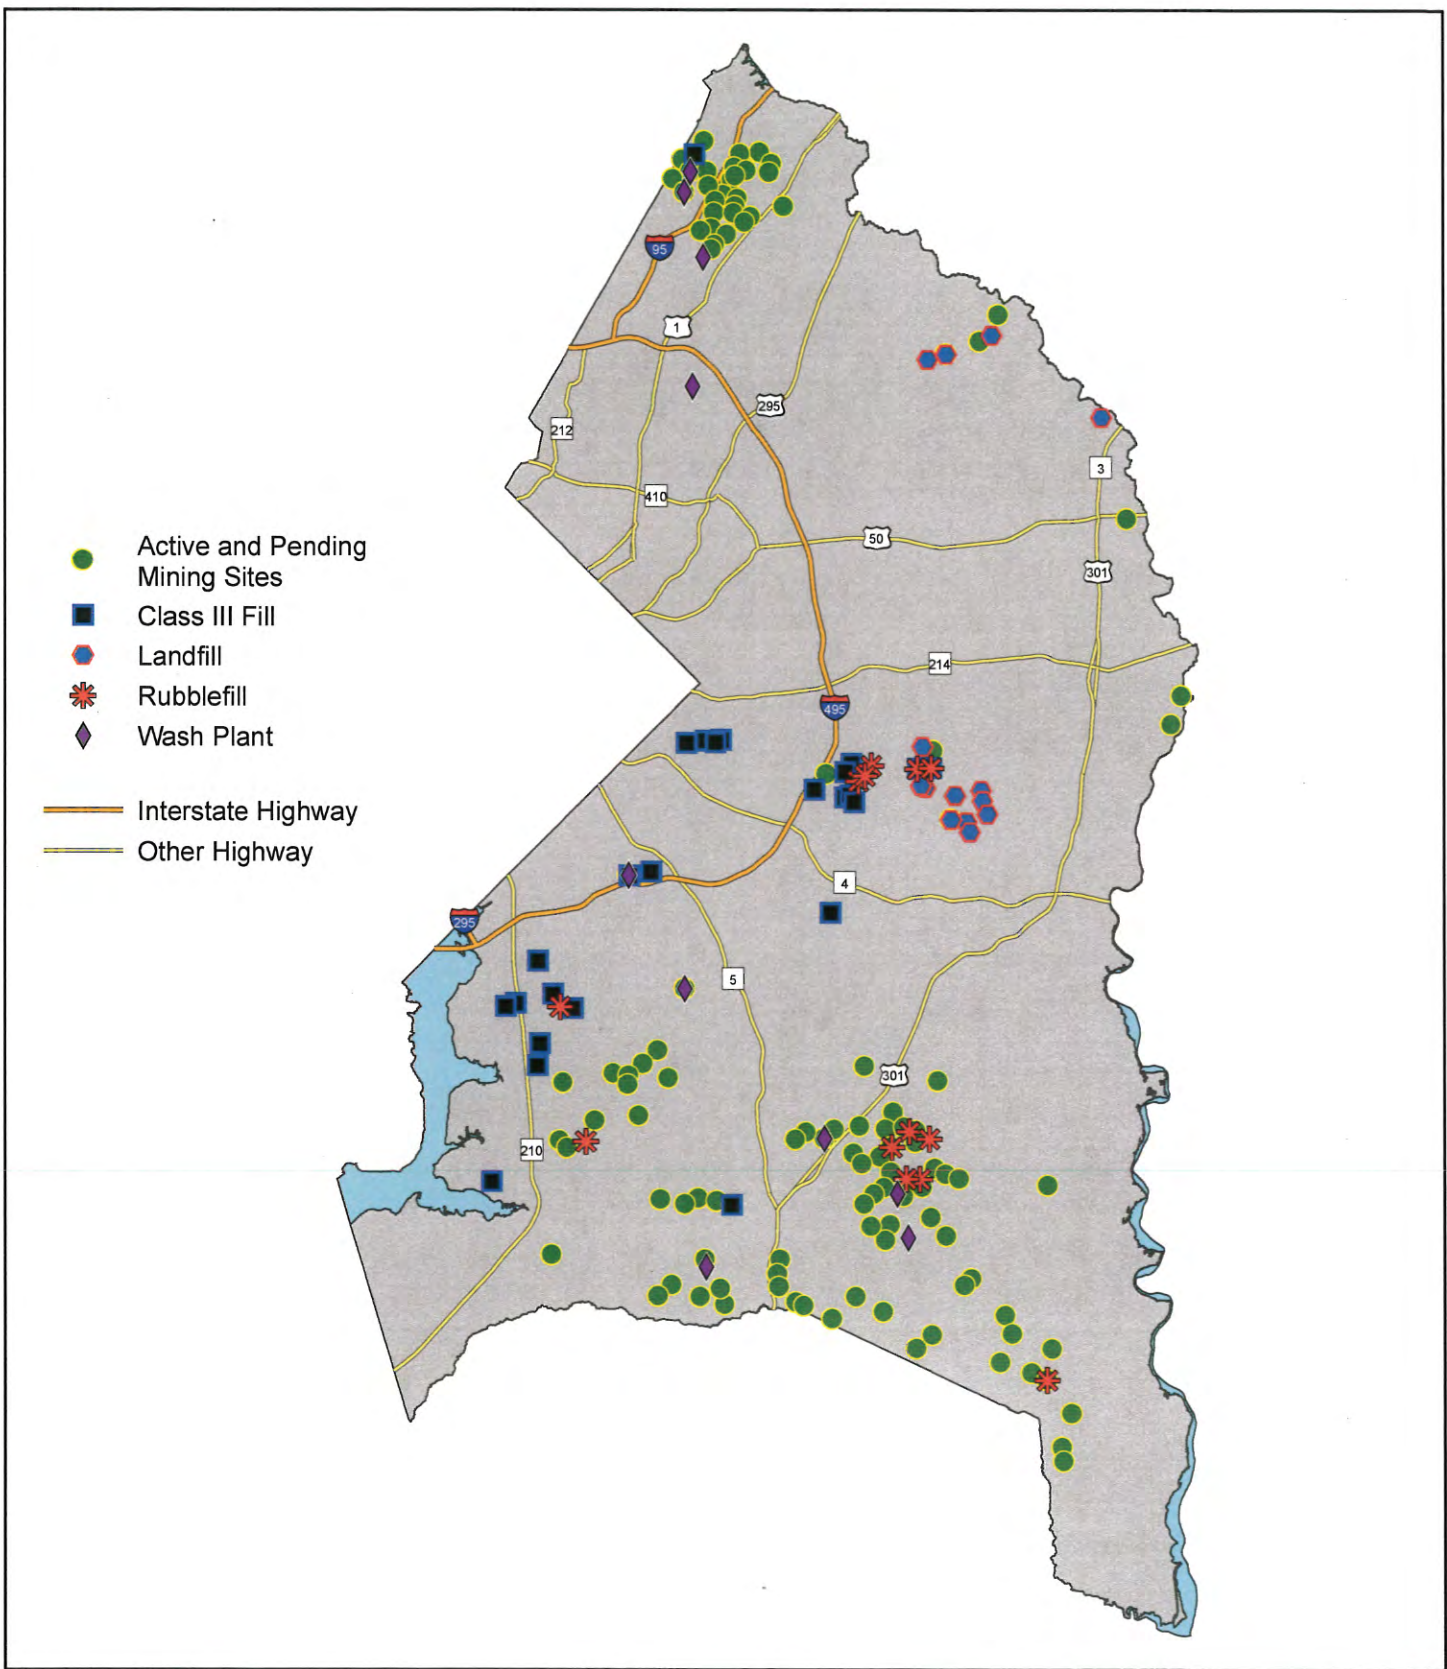 95
1
295
212
3
410
50
301
Active and Pending
Mining Sites
Class III Fill
Landfill
214
Rubblefill
495
Wash Plant
Interstate Highway
Other Highway
4
295
5
301
210